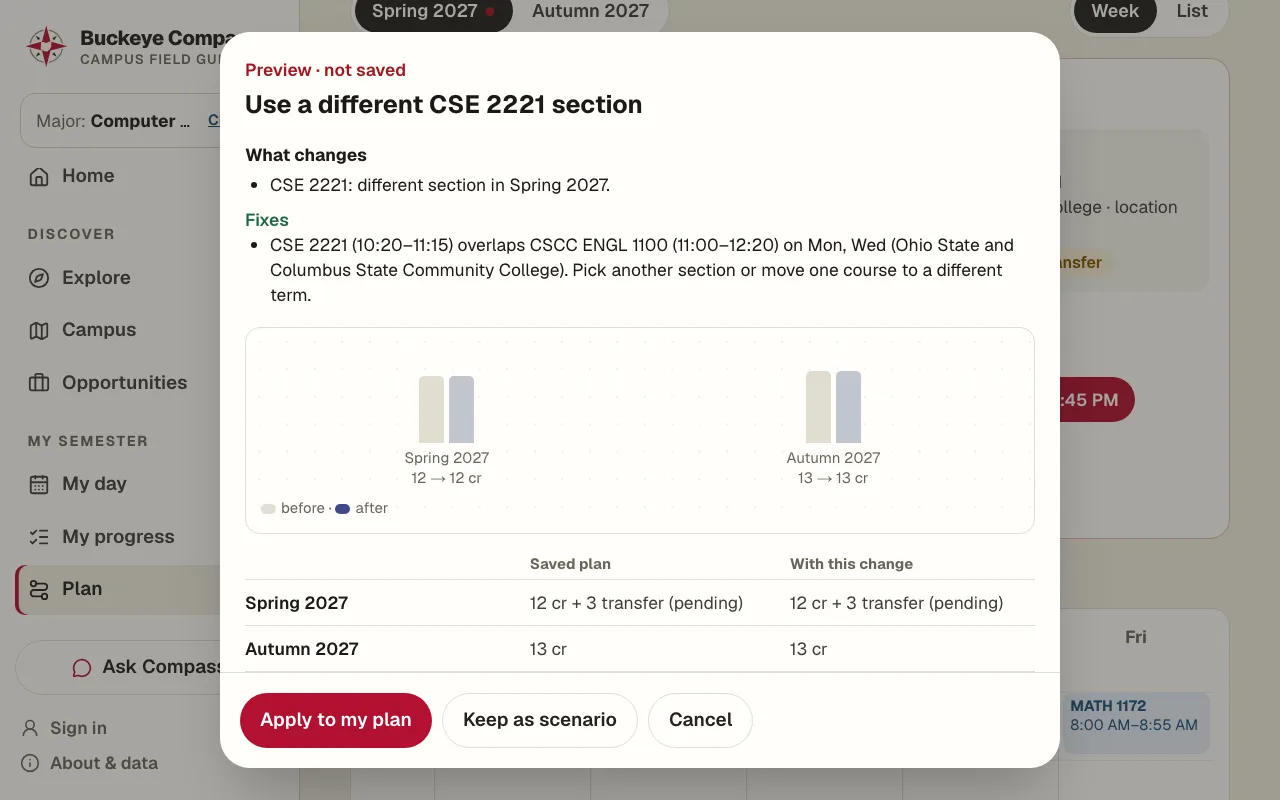 Spring 2027
Autumn 2027
Week
List
Buckeye Compa
CAMPUS FIELD GU
Major: Computer ...
Home
DISCOVER
Explore
Campus
Opportunities
MY SEMESTER
My day
My progress
Plan
Ask Compass
Sign in
About & data
Preview · not saved
Use a different CSE 2221 section
What changes
• CSE 2221: different section in Spring 2027.
Fixes
• CSE 2221 (10:20–11:15) overlaps CSCC ENGL 1100 (11:00–12:20) on Mon, Wed (Ohio State and
Columbus State Community College). Pick another section or move one course to a different
term.
Spring 2027
12 → 12 cr
Autumn 2027
13 → 13 cr
before · after
Saved plan
With this change
Spring 2027
12 cr + 3 transfer (pending)
12 cr + 3 transfer (pending)
Autumn 2027
13 cr
13 cr
Apply to my plan
Keep as scenario
Cancel
llege · location
nsfer
:45 PM
Fri
MATH 1172
8:00 AM–8:55 AM